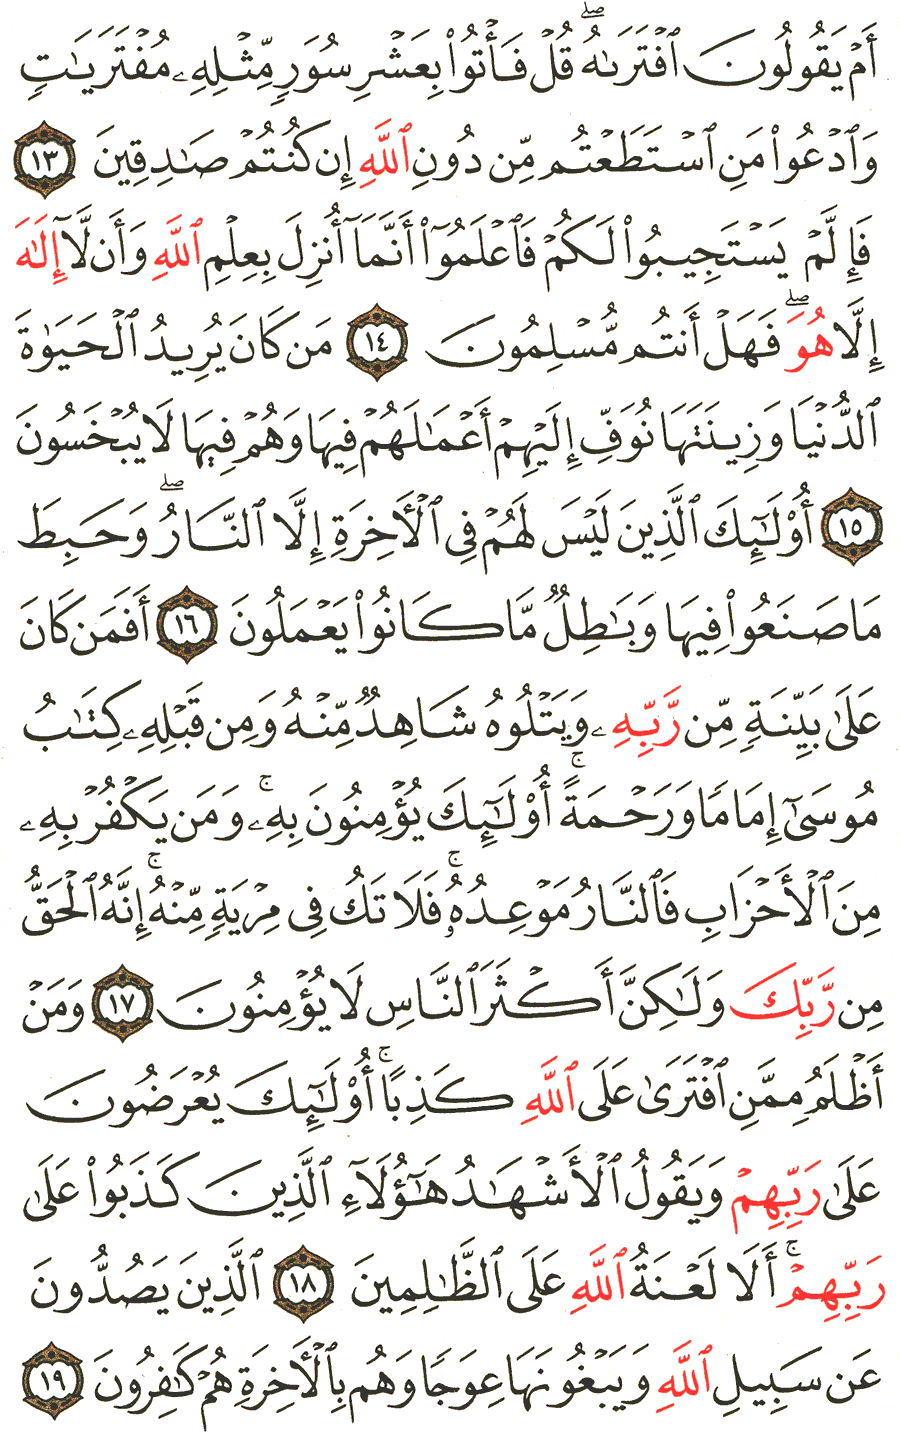 أَمۡ يَقُولُونَ ٱفۡتَرَىٰهُۖ قُلۡ فَأۡتُواْ بِعَشۡرِ سُوَرٖ مِّثۡلِهِۦ مُفۡتَرَيَٰتٖ
وَٱدۡعُواْ مَنِ ٱسۡتَطَعۡتُم مِّن دُونِ ٱللَّهِ إِن كُنتُمۡ صَٰدِقِينَ ١٣
فَإِلَّمۡ يَسۡتَجِيبُواْ لَكُمۡ فَٱعۡلَمُوٓاْ أَنَّمَآ أُنزِلَ بِعِلۡمِ ٱللَّهِ وَأَن لَّآ إِلَٰهَ
إِلَّا هُوَۖ فَهَلۡ أَنتُم مُّسۡلِمُونَ ١٤ مَن كَانَ يُرِيدُ ٱلۡحَيَوٰةَ
ٱلدُّنۡيَا وَزِينَتَهَا نُوَفِّ إِلَيۡهِمۡ أَعۡمَٰلَهُمۡ فِيهَا وَهُمۡ فِيهَا لَا يُبۡخَسُونَ
١٥ أُوْلَٰٓئِكَ ٱلَّذِينَ لَيۡسَ لَهُمۡ فِي ٱلۡأٓخِرَةِ إِلَّا ٱلنَّارُۖ وَحَبِطَ
مَا صَنَعُواْ فِيهَا وَبَٰطِلٞ مَّا كَانُواْ يَعۡمَلُونَ ١٦ أَفَمَن كَانَ
عَلَىٰ بَيِّنَةٖ مِّن رَّبِّهِۦ وَيَتۡلُوهُ شَاهِدٞ مِّنۡهُ وَمِن قَبۡلِهِۦ كِتَٰبُ
مُوسَىٰٓ إِمَامٗا وَرَحۡمَةًۚ أُوْلَٰٓئِكَ يُؤۡمِنُونَ بِهِۦۚ وَمَن يَكۡفُرۡ بِهِۦ
مِنَ ٱلۡأَحۡزَابِ فَٱلنَّارُ مَوۡعِدُهُۥۚ فَلَا تَكُ فِي مِرۡيَةٖ مِّنۡهُۚ إِنَّهُ ٱلۡحَقُّ
مِن رَّبِّكَ وَلَٰكِنَّ أَكۡثَرَ ٱلنَّاسِ لَا يُؤۡمِنُونَ ١٧ وَمَنۡ
أَظۡلَمُ مِمَّنِ ٱفۡتَرَىٰ عَلَى ٱللَّهِ كَذِبًاۚ أُوْلَٰٓئِكَ يُعۡرَضُونَ
عَلَىٰ رَبِّهِمۡ وَيَقُولُ ٱلۡأَشۡهَٰدُ هَٰٓؤُلَآءِ ٱلَّذِينَ كَذَبُواْ عَلَىٰ
رَبِّهِمۡۚ أَلَا لَعۡنَةُ ٱللَّهِ عَلَى ٱلظَّٰلِمِينَ ١٨ ٱلَّذِينَ يَصُدُّونَ
عَن سَبِيلِ ٱللَّهِ وَيَبۡغُونَهَا عِوَجٗا وَهُم بِٱلۡأٓخِرَةِ هُمۡ كَٰفِرُونَ ١٩